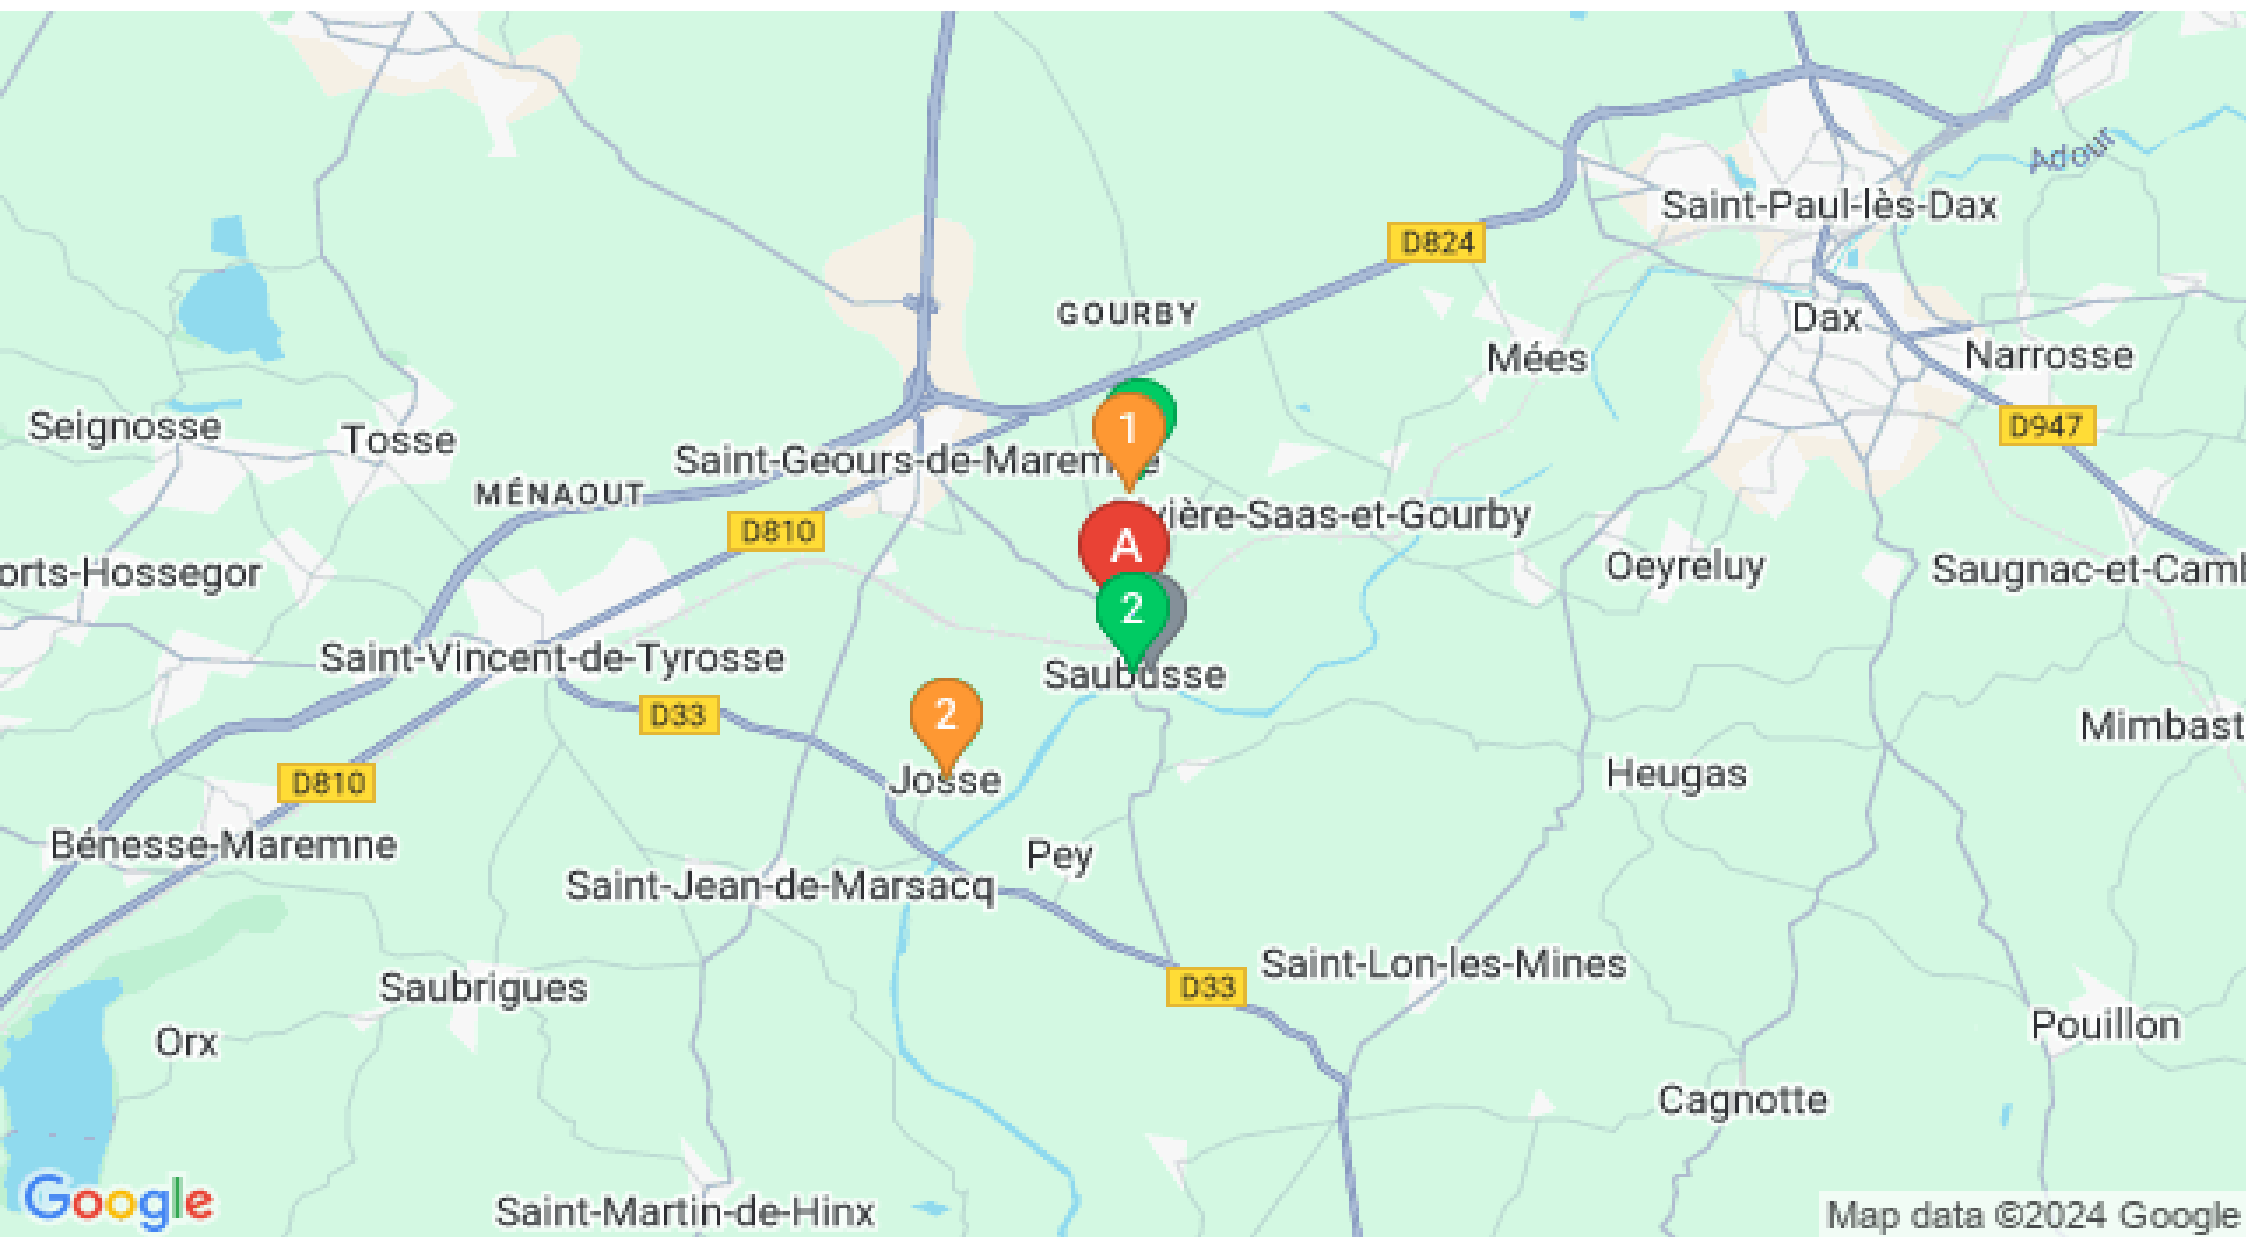 Adour
Saint-Paul-lès-Dax
D824
GOURBY
Dax
Mées
Narrosse
Seignosse
Tosse
1
D947
Saint-Geours-de-Maremne
MÉNAOUT
D810
ivière-Saas-et-Gourby
A
orts-Hossegor
Oeyreluy
Saugnac-et-Camb
2
Saint-Vincent-de-Tyrosse
Saubusse
D33
2
Mimbast
D810
Josse
Heugas
Bénesse-Maremne
Pey
Saint-Jean-de-Marsacq
Saint-Lon-les-Mines
Saubrigues
D33
Orx
Pouillon
Cagnotte
Google
Saint-Martin-de-Hinx
Map data ©2024 Google